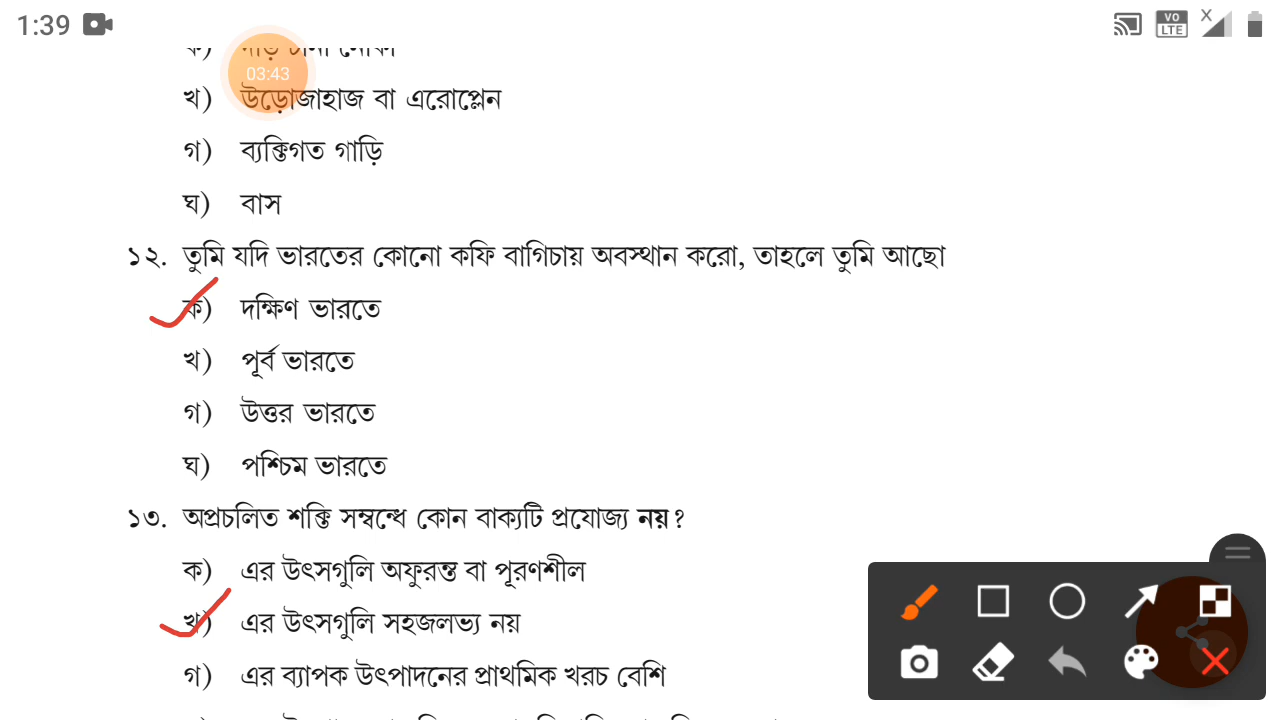 1:39
VO LTE
X
03:43
ক) দাঁড় টানা নৌকা
খ) উড়োজাহাজ বা এরোপ্লেন
গ) ব্যক্তিগত গাড়ি
ঘ) বাস
১২. তুমি যদি ভারতের কোনো কফি বাগিচায় অবস্থান করো, তাহলে তুমি আছো
ক) দক্ষিণ ভারতে
খ) পূর্ব ভারতে
গ) উত্তর ভারতে
ঘ) পশ্চিম ভারতে
১৩. অপ্রচলিত শক্তি সম্বন্ধে কোন বাক্যটি প্রযোজ্য নয়?
ক) এর উৎসগুলি অফুরন্ত বা পূরণশীল
খ) এর উৎসগুলি সহজলভ্য নয়
গ) এর ব্যাপক উৎপাদনের প্রাথমিক খরচ বেশি